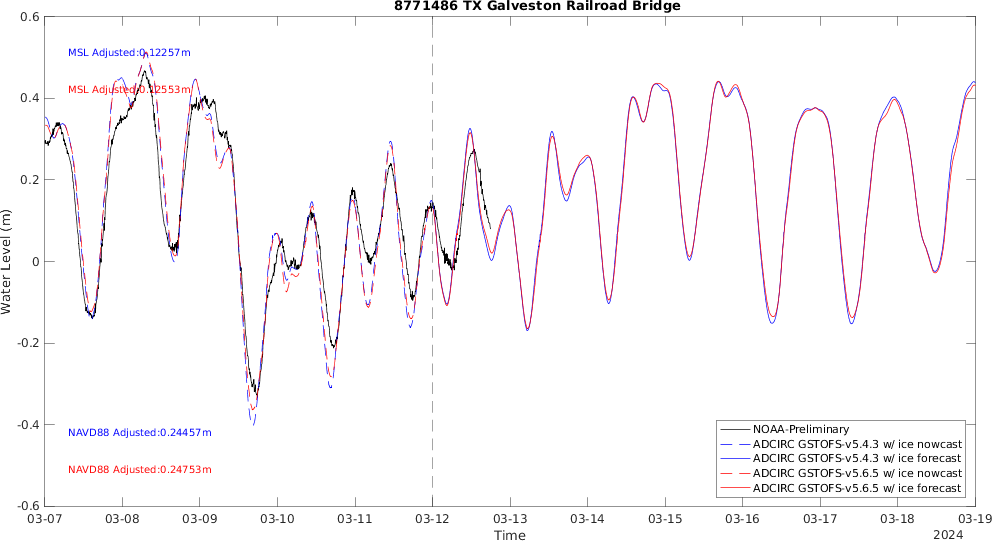 8771486 TX Galveston Railroad Bridge
0.6
0.4
0.2
0
-0.2
-0.4
-0.6
Water Level (m)
MSL Adjusted:0.12257m
MSL Adjusted:0.12553m
NAVD88 Adjusted:0.24457m
NAVD88 Adjusted:0.24753m
NOAA-Preliminary
ADCIRC GSTOFS-v5.4.3 w/ ice nowcast
ADCIRC GSTOFS-v5.4.3 w/ ice forecast
ADCIRC GSTOFS-v5.6.5 w/ ice nowcast
ADCIRC GSTOFS-v5.6.5 w/ ice forecast
03-07 03-08 03-09 03-10 03-11 03-12 03-13 03-14 03-15 03-16 03-17 03-18 03-19
Time
2024